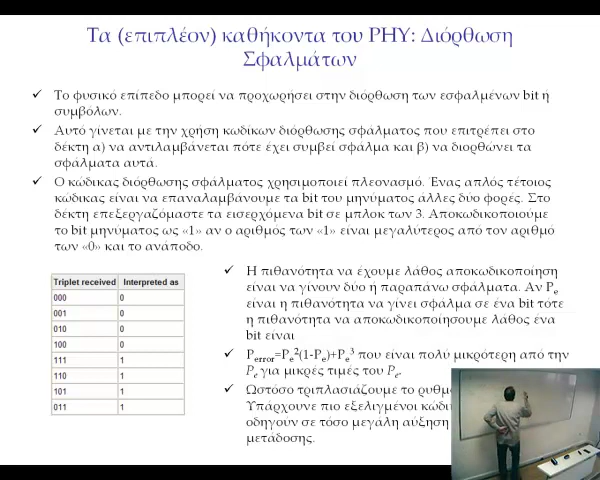 Τα (επιπλέον) καθήκοντα του PHY: Διόρθωση
Σφαλμάτων
✓ Το φυσικό επίπεδο μπορεί να προχωρήσει στην διορθωση των εσφαλμένων bit ή
συμβόλων.
✓ Αυτό γίνεται με την χρήση κωδίκων διόρθωσης σφάλματος που επιτρέπει στο
δέκτη α) να αντιλαμβάνεται πότε έχει συμβεί σφάλμα και β) να διορθώνει τα
σφάλματα αυτά.
✓ Ο κώδικας διόρθωσης σφάλματος χρησιμοποιεί πλεονασμό. Ένας απλός τέτοιος
κώδικας είναι να επαναλαμβάνουμε τα bit του μηνύματος άλλες δύο φορές. Στο
δέκτη επεξεργαζόμαστε τα εισερχόμενα bit σε μπλοκ των 3. Αποκωδικοποιούμε
το bit μηνύματος ως «1» αν ο αριθμός των «1» είναι μεγαλύτερος από τον αριθμό
των «0» και το ανάποδο.
Triplet received Interpreted as
000 0
001 0
010 0
100 0
111 1
110 1
101 1
011 1
✓ Η πιθανότητα να έχουμε λάθος αποκωδικοποίηση
είναι να γίνουν δύο ή παραπάνω σφάλματα. Αν Pe
είναι η πιθανότητα να γίνει σφάλμα σε ένα bit τότε
η πιθανότητα να αποκωδικοποίησουμε λάθος ένα
bit είναι
✓ Perror=Pe²(1-Pe)+Pe³ που είναι πολύ μικρότερη από την
Pe για μικρές τιμές του Pe.
✓ Ωστόσο τριπλασιάζουμε το
Υπάρχουνε πιο εξελιγμένοι
οδηγούν σε τόσο μεγάλη αύξηση
μετάδοσης.